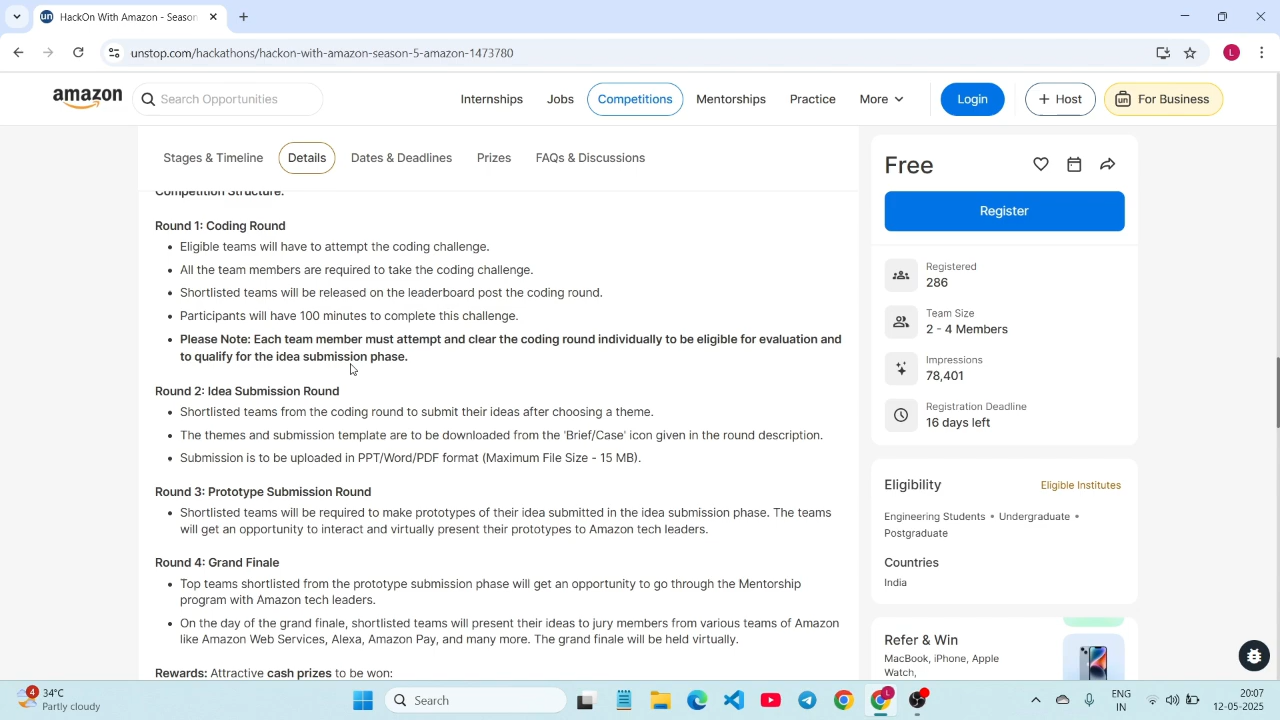 HackOn With Amazon - Season
unstop.com/hackathons/hackon-with-amazon-season-5-amazon-1473780
L
amazon
Search Opportunities
Internships
Jobs
Competitions
Mentorships
Practice
More
Login
+ Host
un
For Business
Stages & Timeline
Details
Dates & Deadlines
Prizes
FAQs & Discussions
Competition Structure:
Round 1: Coding Round
• Eligible teams will have to attempt the coding challenge.
• All the team members are required to take the coding challenge.
• Shortlisted teams will be released on the leaderboard post the coding round.
• Participants will have 100 minutes to complete this challenge.
• Please Note: Each team member must attempt and clear the coding round individually to be eligible for evaluation and
to qualify for the idea submission phase.
Round 2: Idea Submission Round
• Shortlisted teams from the coding round to submit their ideas after choosing a theme.
• The themes and submission template are to be downloaded from the 'Brief/Case' icon given in the round description.
• Submission is to be uploaded in PPT/Word/PDF format (Maximum File Size - 15 MB).
Round 3: Prototype Submission Round
• Shortlisted teams will be required to make prototypes of their idea submitted in the idea submission phase. The teams
will get an opportunity to interact and virtually present their prototypes to Amazon tech leaders.
Round 4: Grand Finale
• Top teams shortlisted from the prototype submission phase will get an opportunity to go through the Mentorship
program with Amazon tech leaders.
• On the day of the grand finale, shortlisted teams will present their ideas to jury members from various teams of Amazon
like Amazon Web Services, Alexa, Amazon Pay, and many more. The grand finale will be held virtually.
Rewards: Attractive cash prizes to be won:
Free
Register
Registered
286
Team Size
2 - 4 Members
Impressions
78,401
Registration Deadline
16 days left
Eligibility
Eligible Institutes
Engineering Students • Undergraduate •
Postgraduate
Countries
India
Refer & Win
MacBook, iPhone, Apple
Watch,
4
34°C
Partly cloudy
Search
L
ENG
IN
20:07
12-05-2025